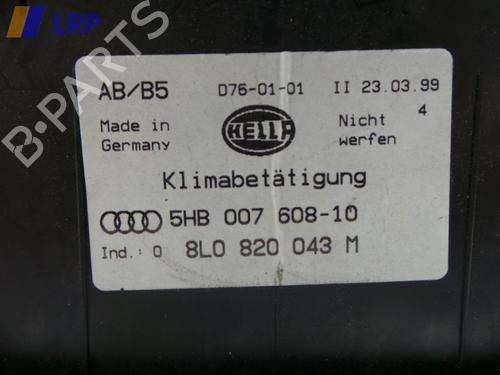 LRP
B-PARTS
AB/B5 D76-01-01 II 23.03.99
Made in Germany
HELLA
Nicht werfen 4
Klimabetätigung
5HB 007 608-10
Ind.: 0 8L0 820 043 M